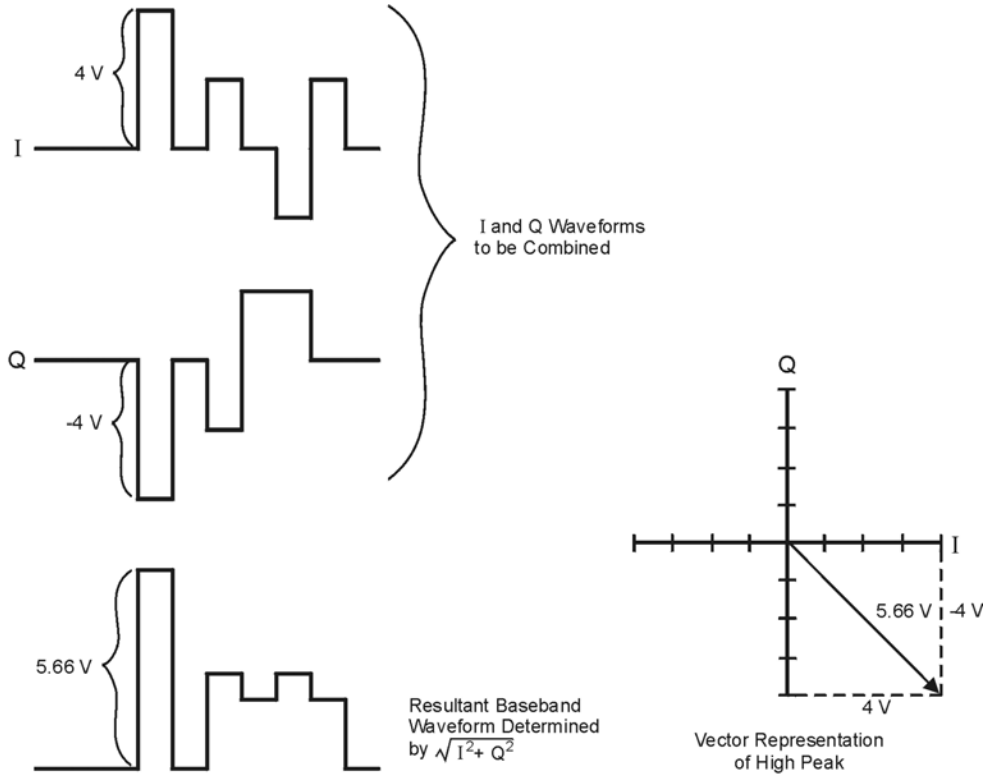 4 V
I
I and Q Waveforms
to be Combined
Q
-4 V
Q
I
5.66 V
-4 V
4 V
5.66 V
Resultant Baseband
Waveform Determined
by √I²+ Q²
Vector Representation
of High Peak